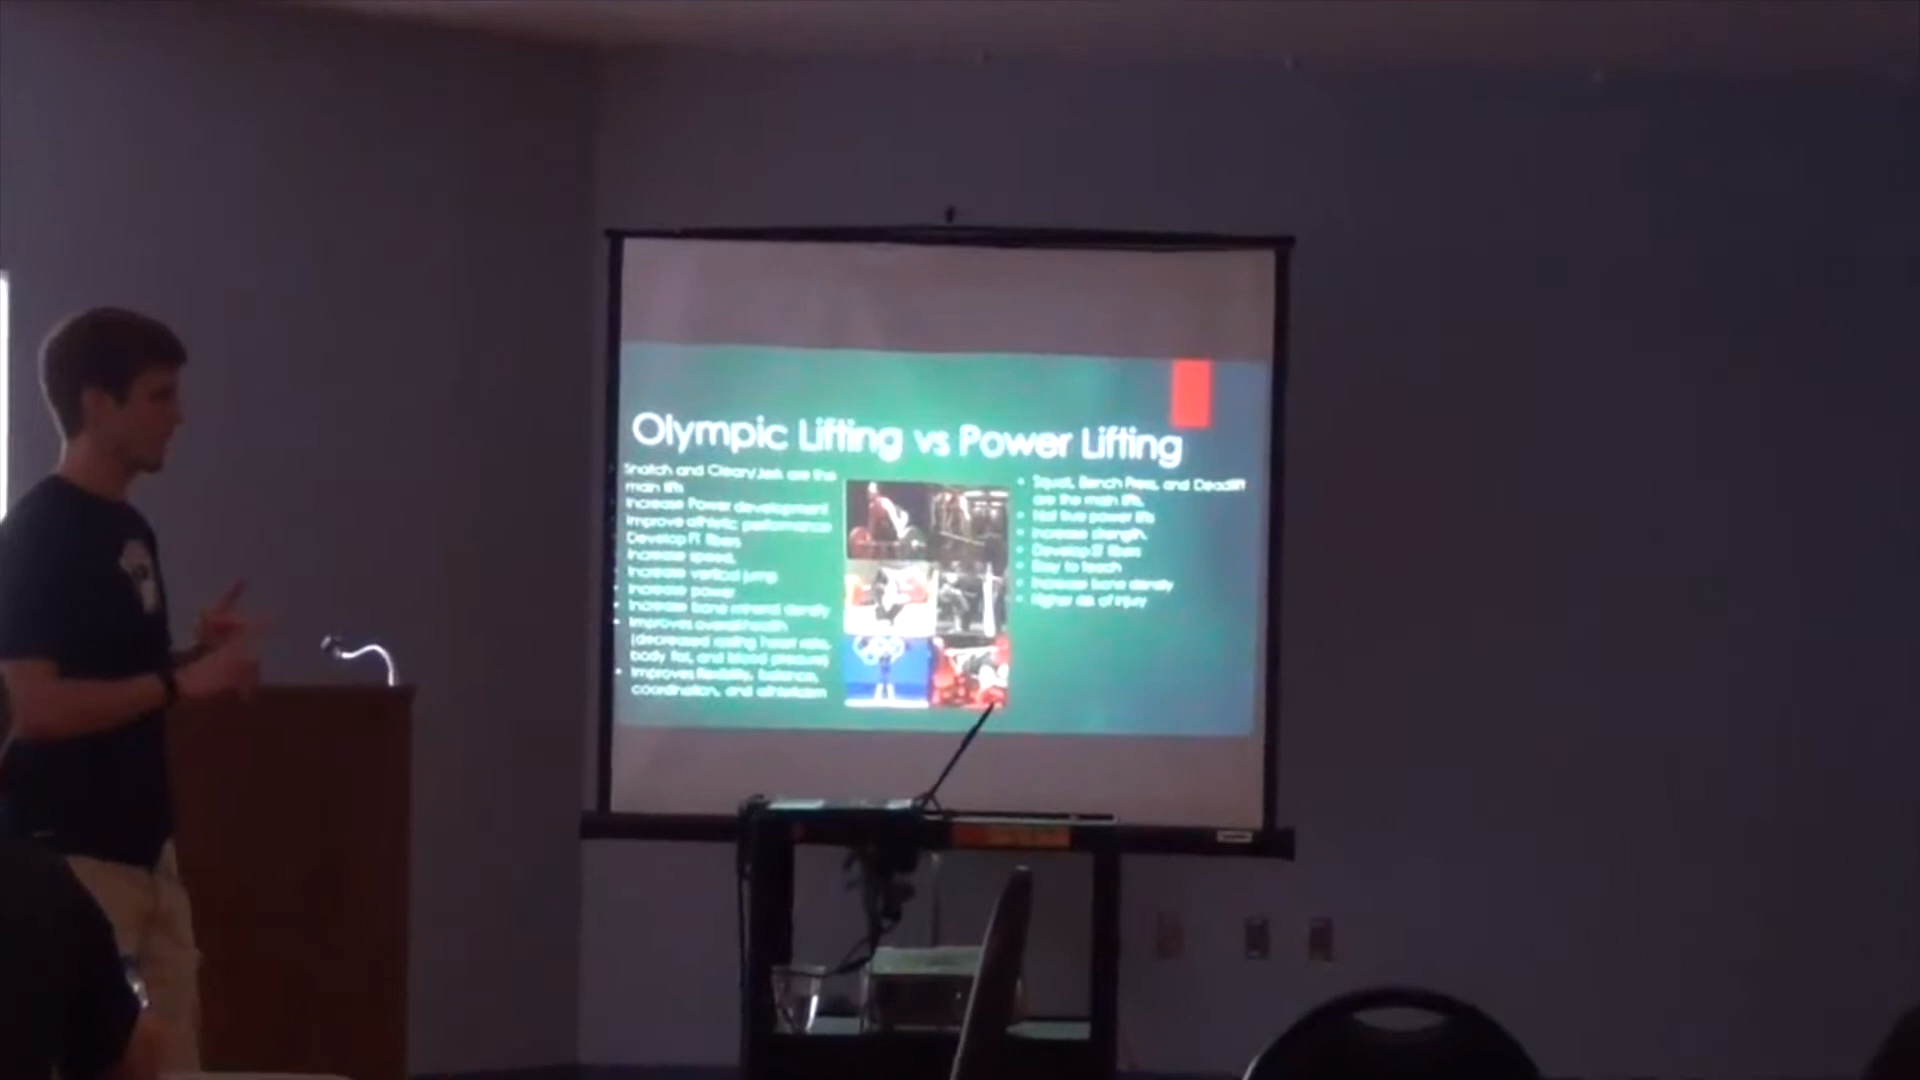 Olympic Lifting vs Power Lifting
Snatch and Clean/Jerk are the
main lifts
Increase Power development
Improve athletic performance
Develop FT fibers
Increase speed,
Increase vertical jump
Increase power
Increase bone mineral density
Improves overall health
(decreased resting heart rate,
body fat, and blood pressure)
Improves flexibility, balance,
coordination, and athleticism
Squat, Bench Press, and Deadlift
are the main lifts.
Not true power lifts
Increase strength.
Develop ST fibers
Easy to teach
Increase bone density
Higher risk of injury